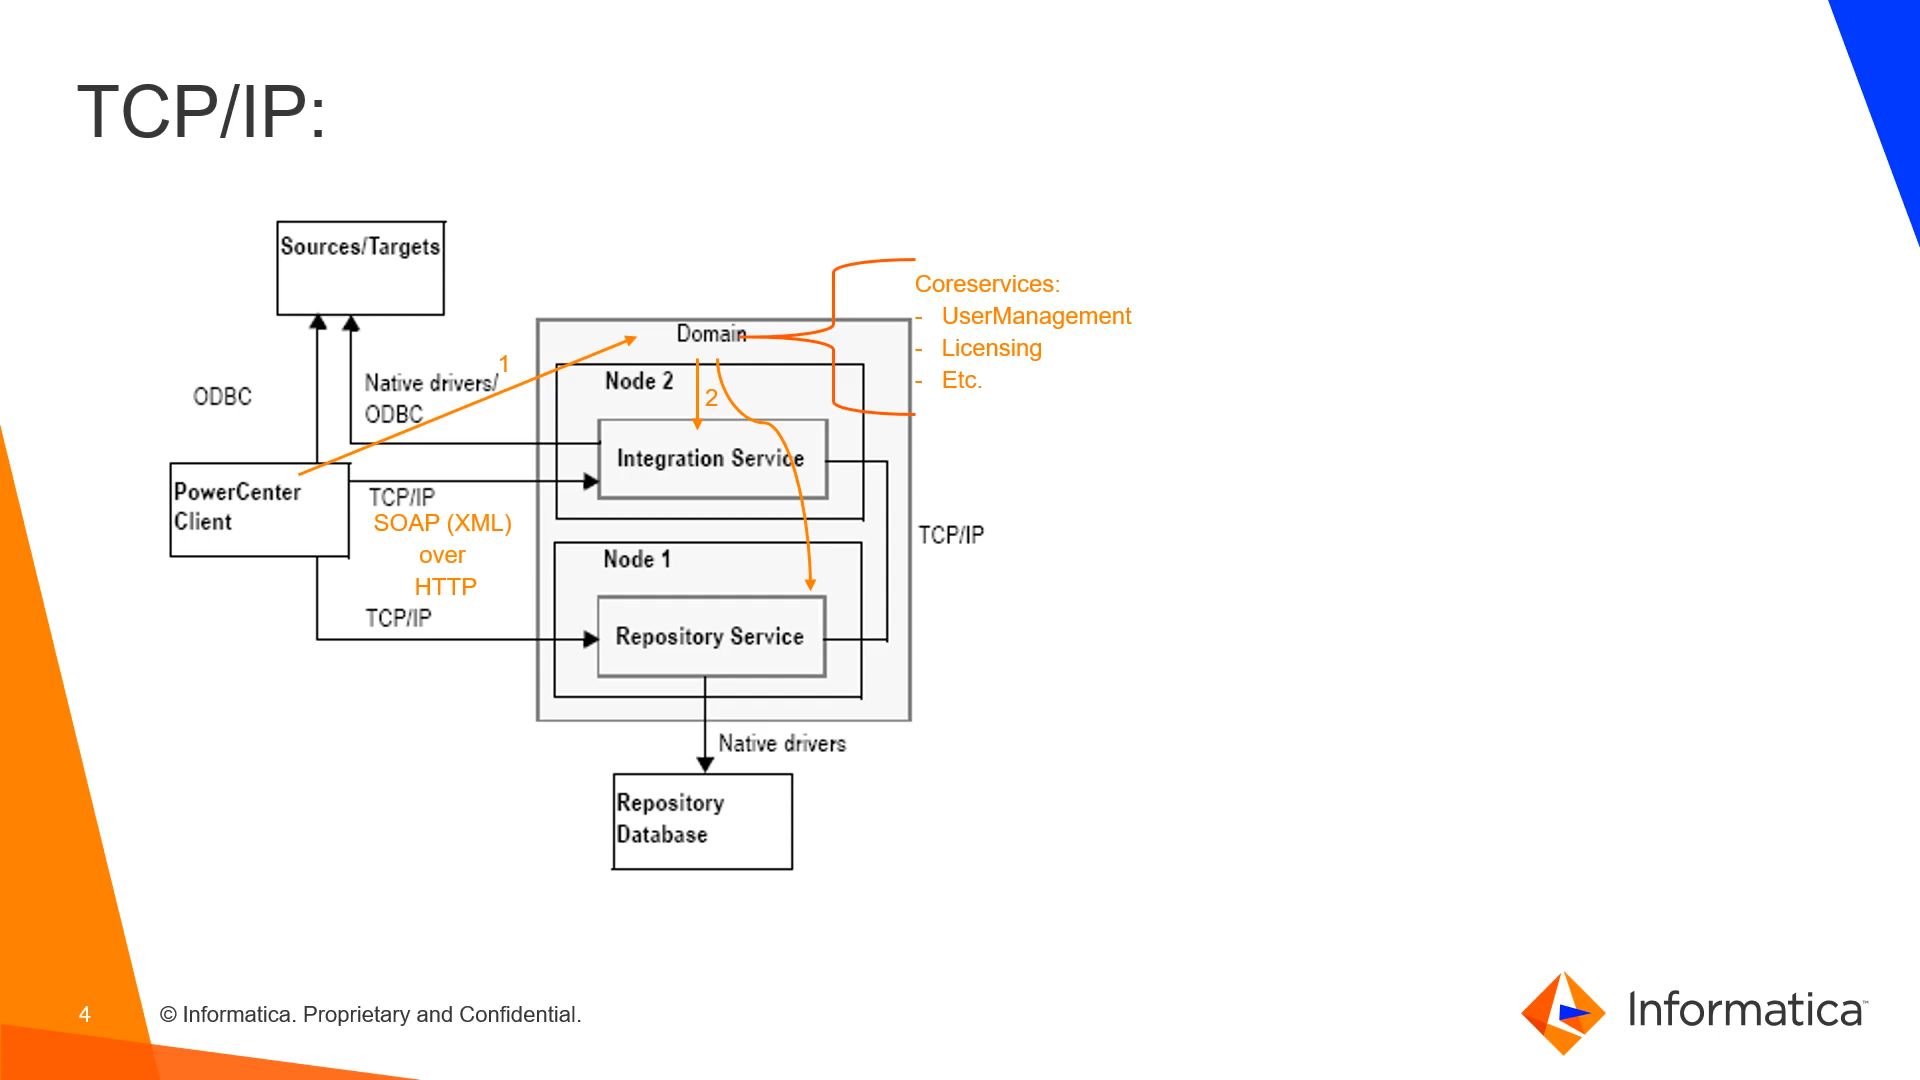 TCP/IP:
Sources/Targets
Coreservices:
- UserManagement
- Licensing
- Etc.
Domain
1
Node 2
2
Native drivers/
ODBC
ODBC
Integration Service
PowerCenter
Client
TCP/IP
SOAP (XML)
over
HTTP
TCP/IP
TCP/IP
Node 1
Repository Service
Native drivers
Repository
Database
4
© Informatica. Proprietary and Confidential.
Informatica™